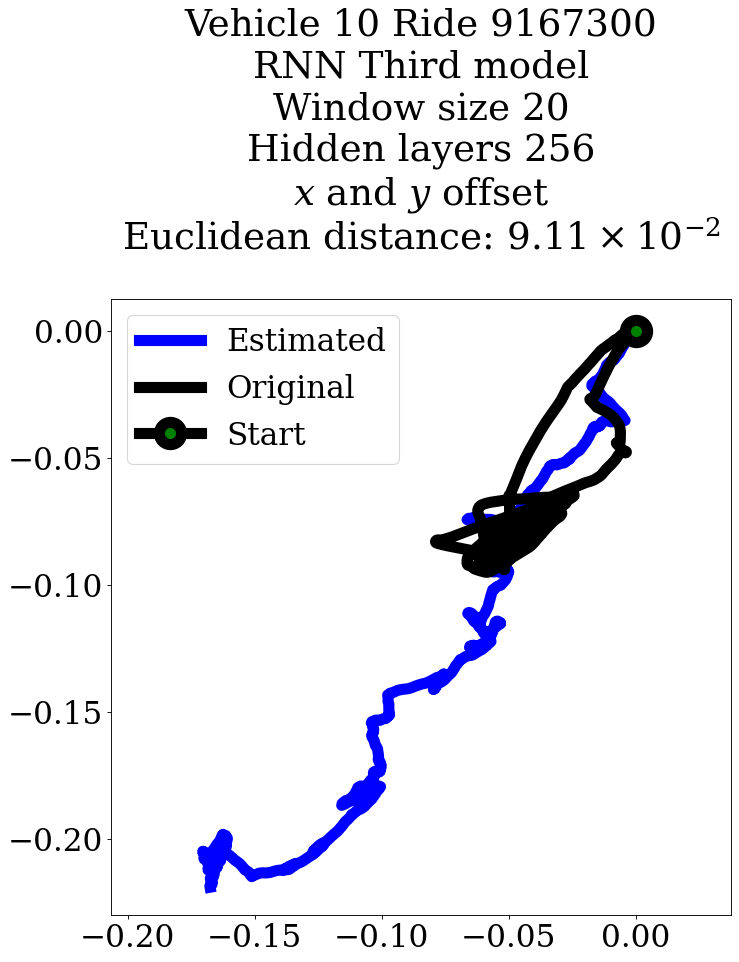 Vehicle 10 Ride 9167300
RNN Third model
Window size 20
Hidden layers 256
x and y offset
Euclidean distance: 9.11 × 10⁻²
Estimated
Original
Start
0.00
−0.05
−0.10
−0.15
−0.20
−0.20
−0.15
−0.10
−0.05
0.00